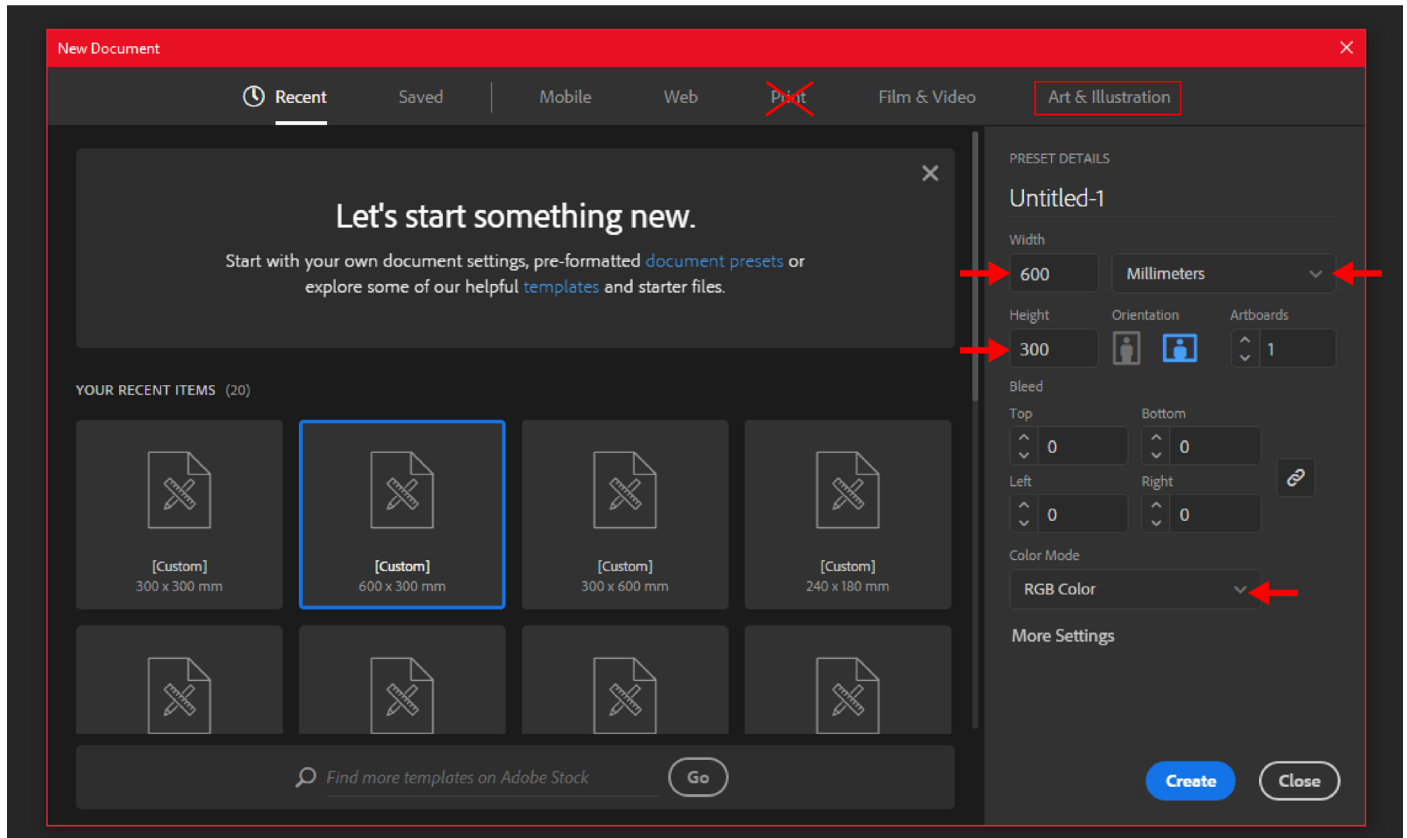 New Document
Recent
Saved
Mobile
Web
Print
Film & Video
Art & Illustration
Let's start something new.
Start with your own document settings, pre-formatted document presets or
explore some of our helpful templates and starter files.
YOUR RECENT ITEMS (20)
[Custom]
300 x 300 mm
[Custom]
600 x 300 mm
[Custom]
300 x 600 mm
[Custom]
240 x 180 mm
Find more templates on Adobe Stock
Go
PRESET DETAILS
Untitled-1
Width
600
Millimeters
Height
Orientation
Artboards
300
1
Bleed
Top
Bottom
0
0
Left
Right
0
0
Color Mode
RGB Color
More Settings
Create
Close